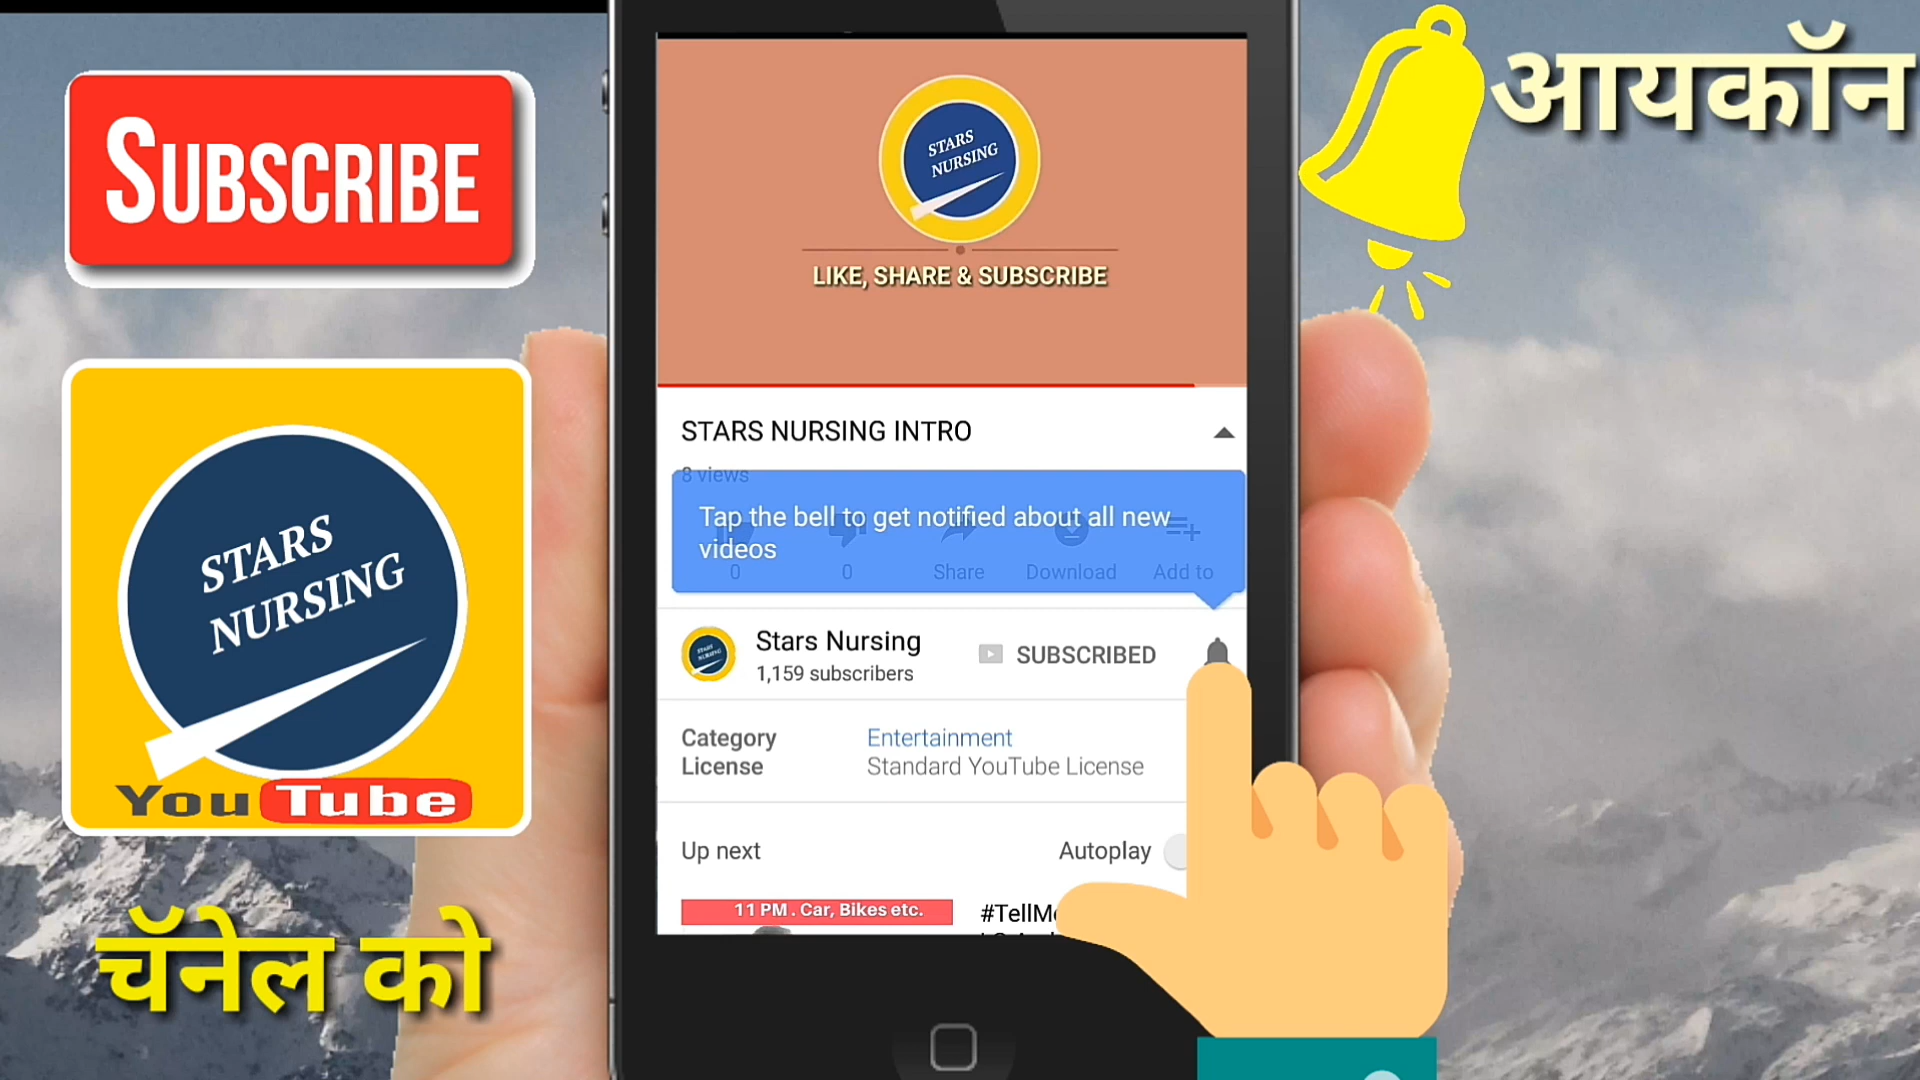 SUBSCRIBE
STARS
NURSING
YouTube
चॅनेल को
आयकॉन
STARS
NURSING
LIKE, SHARE & SUBSCRIBE
STARS NURSING INTRO
8 views
Tap the bell to get notified about all new
videos
0 0 Share Download Add to
Stars Nursing
1,159 subscribers
SUBSCRIBED
Category Entertainment
License Standard YouTube License
Up next Autoplay
11 PM . Car, Bikes etc.